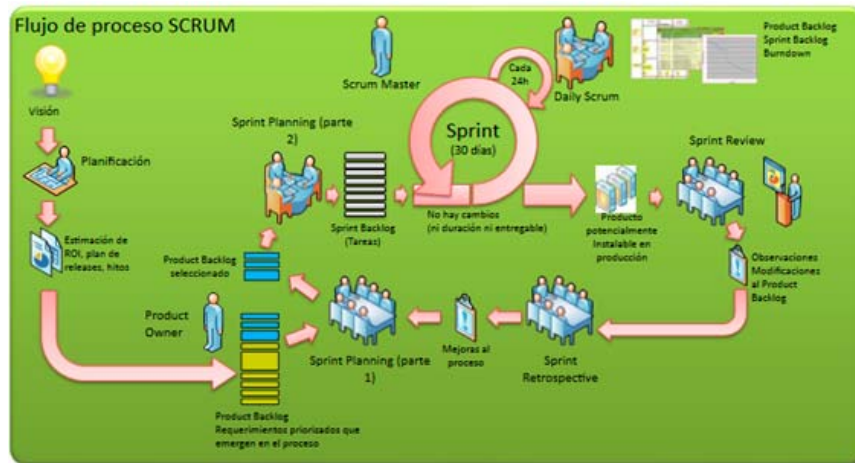 Flujo de proceso SCRUM
Visión
Planificación
Estimación de
ROI, plan de
releases, hitos
Product
Owner
Product Backlog
Requerimientos priorizados que
emergen en el proceso
Sprint Planning (parte
1)
Product Backlog
seleccionado
Sprint Planning (parte
2)
Sprint Backlog
(Tareas)
Scrum Master
Cada
24h
Daily Scrum
Product Backlog
Sprint Backlog
Burndown
Sprint
(30 días)
No hay cambios
(ni duración ni entregable)
Producto
potencialmente
Instalable en
producción
Sprint Review
Observaciones
Modificaciones
al Product
Backlog
Sprint
Retrospective
Mejoras al
proceso